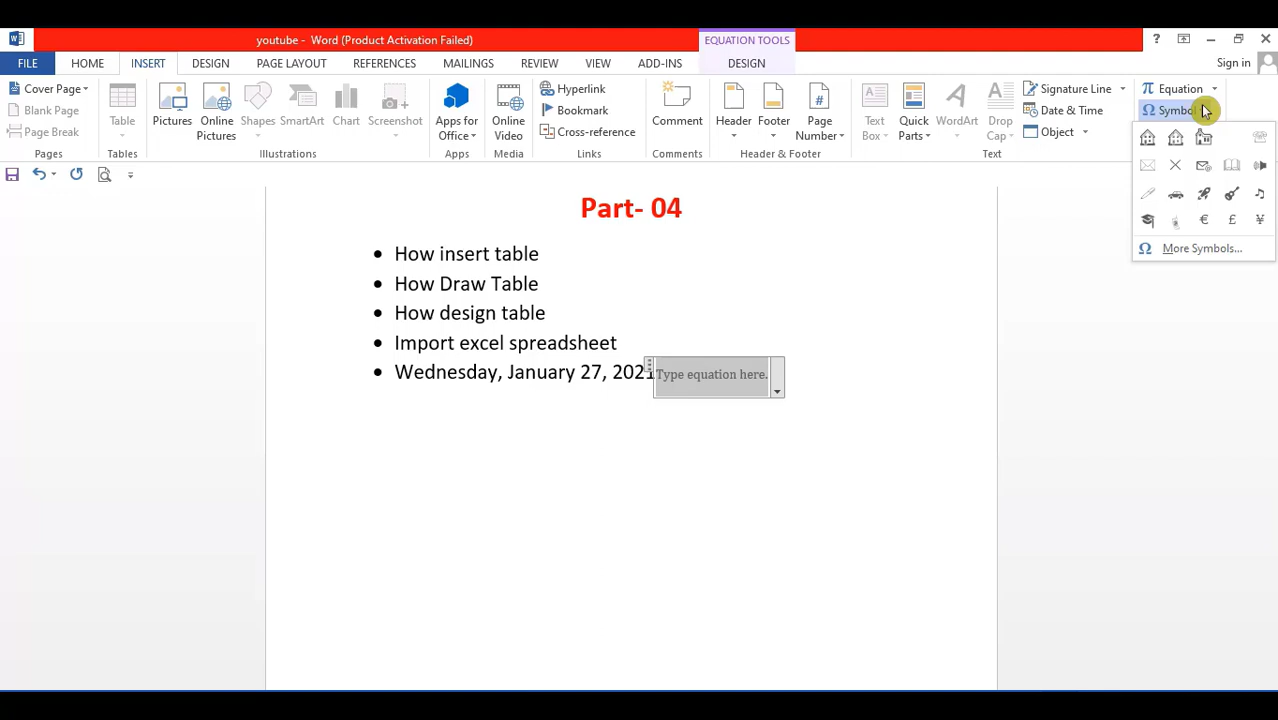 youtube - Word (Product Activation Failed)
EQUATION TOOLS
?
FILE HOME INSERT DESIGN PAGE LAYOUT REFERENCES MAILINGS REVIEW VIEW ADD-INS DESIGN Sign in
Cover Page
Blank Page
Page Break
Pages
Table
Tables
Pictures
Online Pictures
Shapes
SmartArt
Chart
Screenshot
Illustrations
Apps for Office
Apps
Online Video
Media
Hyperlink
Bookmark
Cross-reference
Links
Comment
Comments
Header
Footer
Page Number
Header & Footer
Text Box
Quick Parts
WordArt
Drop Cap
Signature Line
Date & Time
Object
Text
π Equation
Ω Symbol
€ £ ¥
Ω More Symbols...
Part- 04
• How insert table
• How Draw Table
• How design table
• Import excel spreadsheet
• Wednesday, January 27, 2021 Type equation here.